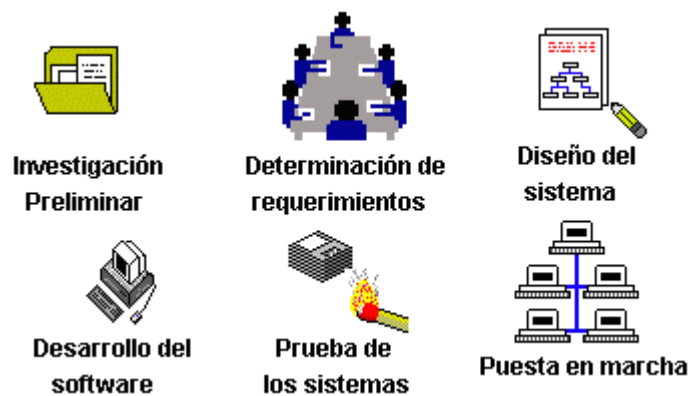 Investigación
Preliminar
Determinación de
requerimientos
Diseño del
sistema
Desarrollo del
software
Prueba de
los sistemas
Puesta en marcha